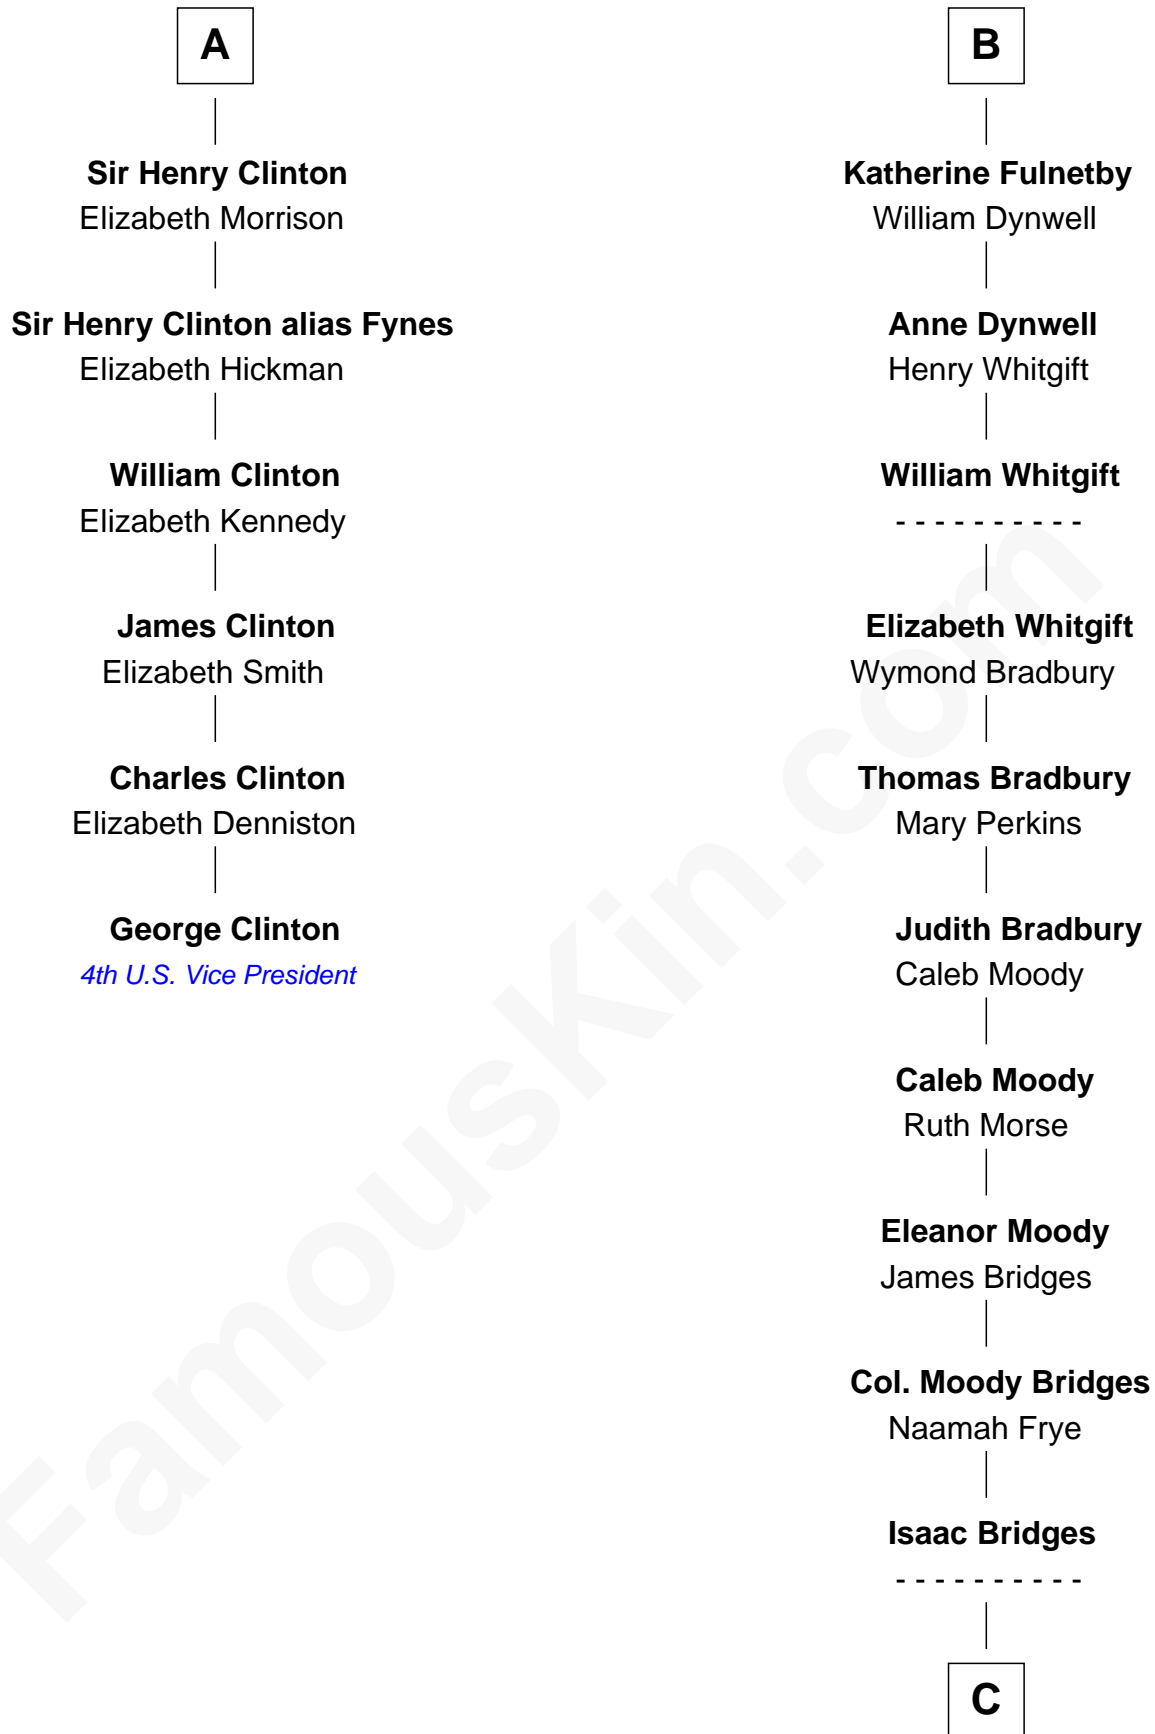 A
Sir Henry Clinton
Elizabeth Morrison
Sir Henry Clinton alias Fynes
Elizabeth Hickman
William Clinton
Elizabeth Kennedy
James Clinton
Elizabeth Smith
Charles Clinton
Elizabeth Denniston
George Clinton
4th U.S. Vice President
B
Katherine Fulnetby
William Dynwell
Anne Dynwell
Henry Whitgift
William Whitgift
- - - - - - - - - -
Elizabeth Whitgift
Wymond Bradbury
Thomas Bradbury
Mary Perkins
Judith Bradbury
Caleb Moody
Caleb Moody
Ruth Morse
Eleanor Moody
James Bridges
Col. Moody Bridges
Naamah Frye
Isaac Bridges
- - - - - - - - - -
C
FamousKin.com